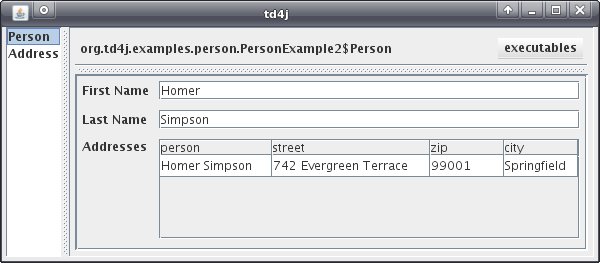 td4j
Person
Address
org.td4j.examples.person.PersonExample2$Person
executables
First Name Homer
Last Name Simpson
Addresses
person street zip city
Homer Simpson 742 Evergreen Terrace 99001 Springfield